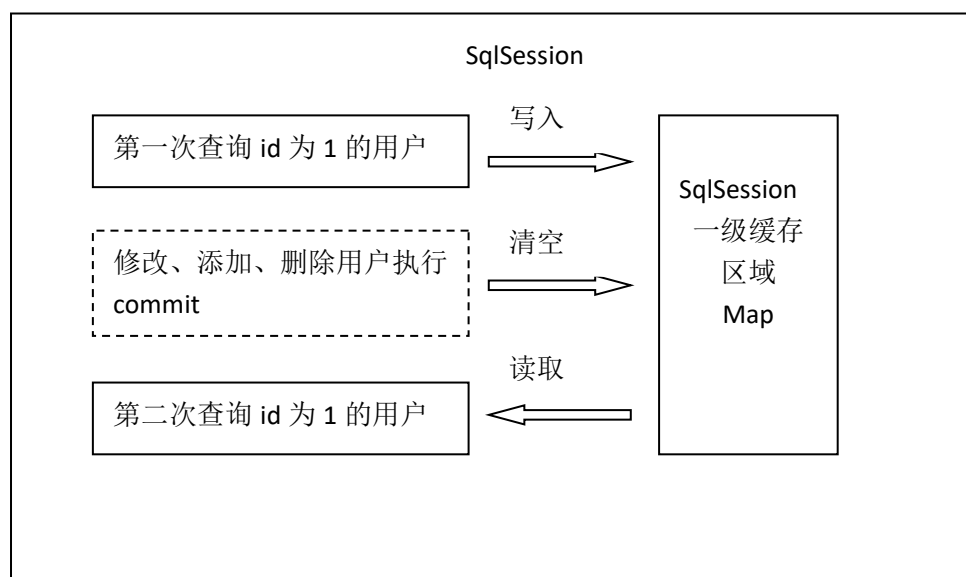 SqlSession
写入
第一次查询 id 为 1 的用户
清空
修改、添加、删除用户执行
commit
读取
第二次查询 id 为 1 的用户
SqlSession
一级缓存
区域
Map